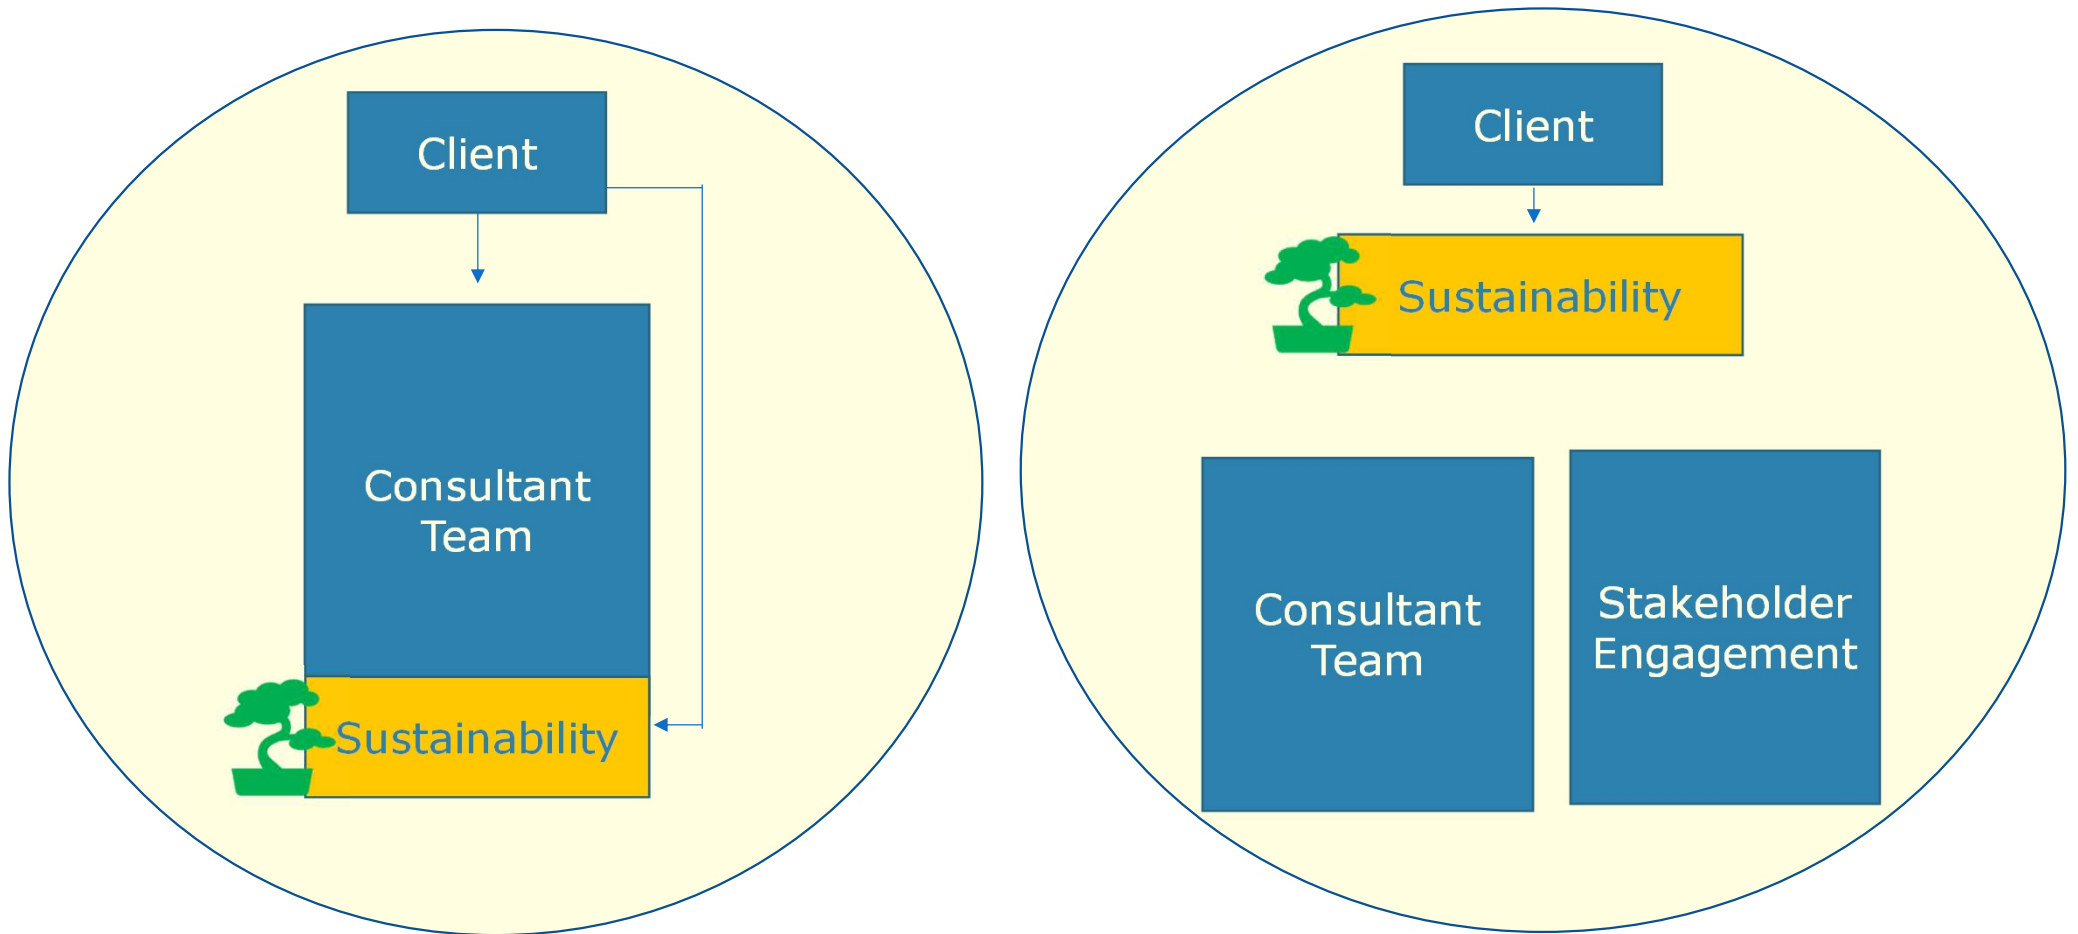 Client
Consultant
Team
Sustainability
Client
Sustainability
Consultant
Team
Stakeholder
Engagement